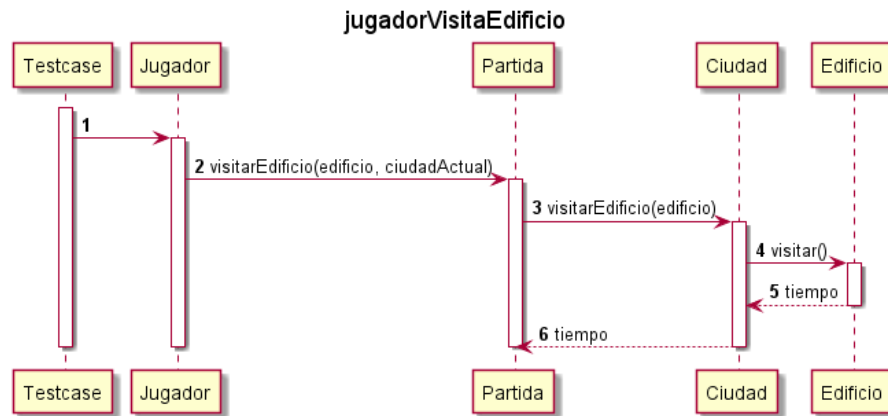 jugadorVisitaEdificio
Testcase Jugador Partida Ciudad Edificio
1
2 visitarEdificio(edificio, ciudadActual)
3 visitarEdificio(edificio)
4 visitar()
5 tiempo
6 tiempo
Testcase Jugador Partida Ciudad Edificio